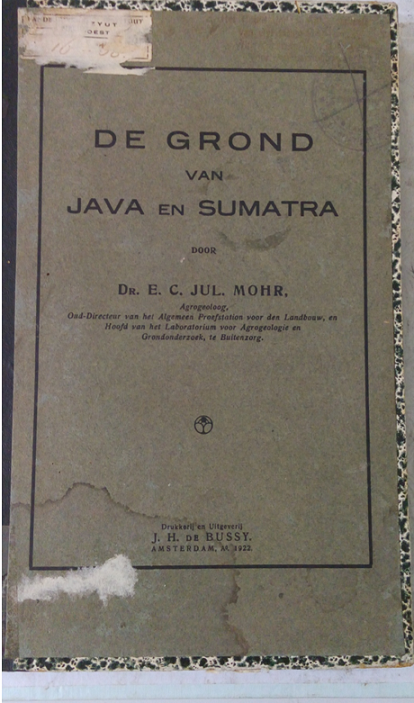 DE GROND
VAN
JAVA EN SUMATRA
DOOR
DR. E. C. JUL. MOHR,
Agrogeoloog,
Oud-Directeur van het Algemeen Proefstation voor den Landbouw, en
Hoofd van het Laboratorium voor Agrogeologie en
Grondonderzoek, te Buitenzorg.
Drukkerij en Uitgeverij
J. H. DE BUSSY.
AMSTERDAM, 1922.